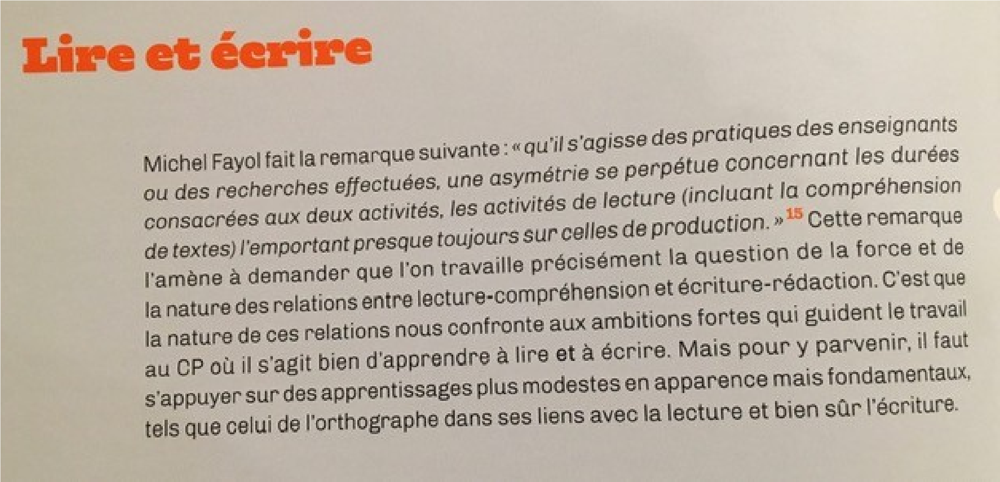 Lire et écrire
Michel Fayol fait la remarque suivante : « qu'il s'agisse des pratiques des enseignants
ou des recherches effectuées, une asymétrie se perpétue concernant les durées
consacrées aux deux activités, les activités de lecture (incluant la compréhension
de textes) l'emportant presque toujours sur celles de production. »15 Cette remarque
l'amène à demander que l'on travaille précisément la question de la force et de
la nature des relations entre lecture-compréhension et écriture-rédaction. C'est que
la nature de ces relations nous confronte aux ambitions fortes qui guident le travail
au CP où il s'agit bien d'apprendre à lire et à écrire. Mais pour y parvenir, il faut
s'appuyer sur des apprentissages plus modestes en apparence mais fondamentaux,
tels que celui de l'orthographe dans ses liens avec la lecture et bien sûr l'écriture.